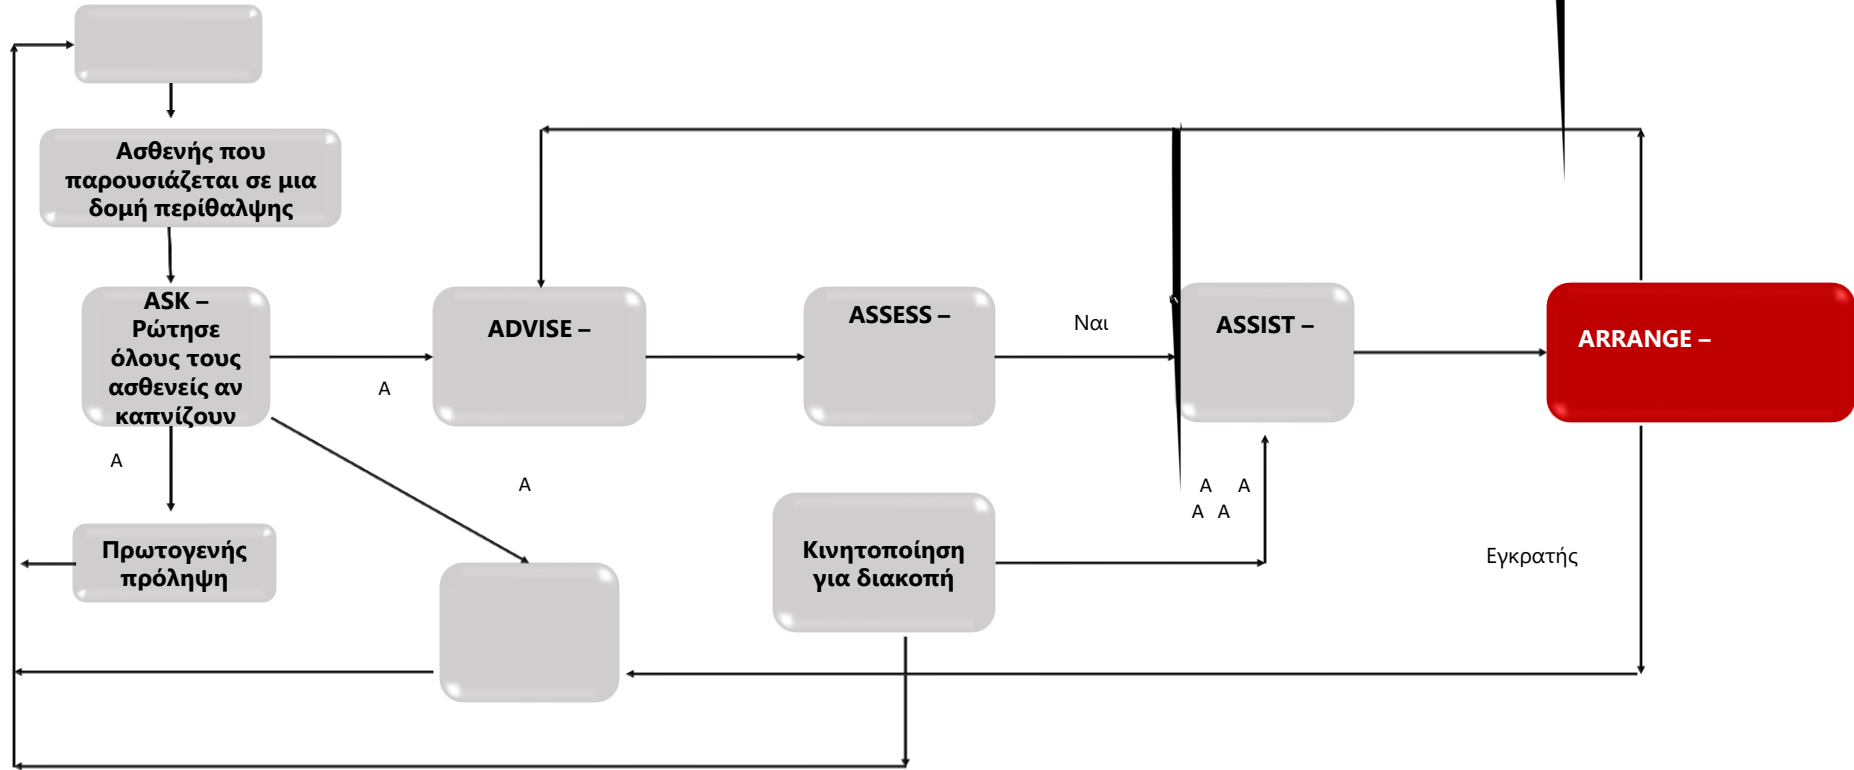 Ασθενής που
παρουσιάζεται σε μια
δομή περίθαλψης
ASK –
Ρώτησε
όλους τους
ασθενείς αν
καπνίζουν
ADVISE –
ASSESS –
Ναι
ASSIST –
ARRANGE –
Α
Α
Α
Α Α
Α Α
Πρωτογενής
πρόληψη
Κινητοποίηση
για διακοπή
Εγκρατής